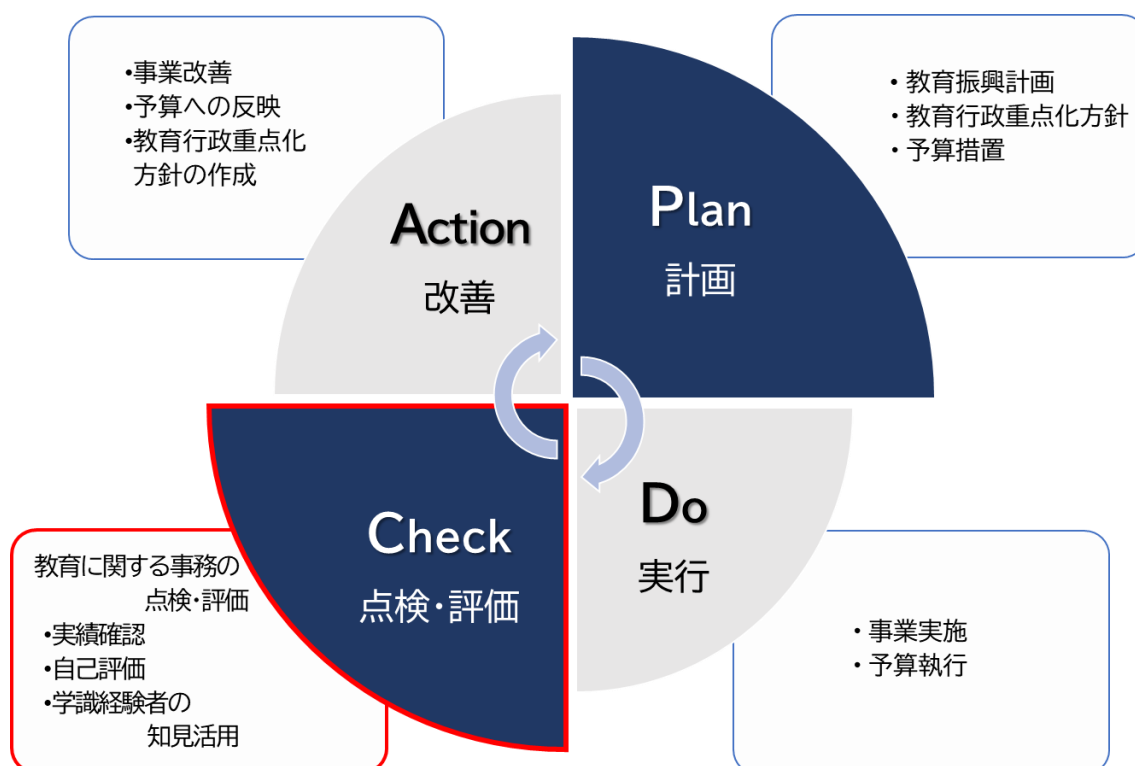 •事業改善
•予算への反映
•教育行政重点化
方針の作成
Action
改善
Plan
計画
・教育振興計画
・教育行政重点化方針
・予算措置
教育に関する事務の
点検・評価
•実績確認
•自己評価
•学識経験者の
知見活用
Check
点検・評価
Do
実行
・事業実施
・予算執行